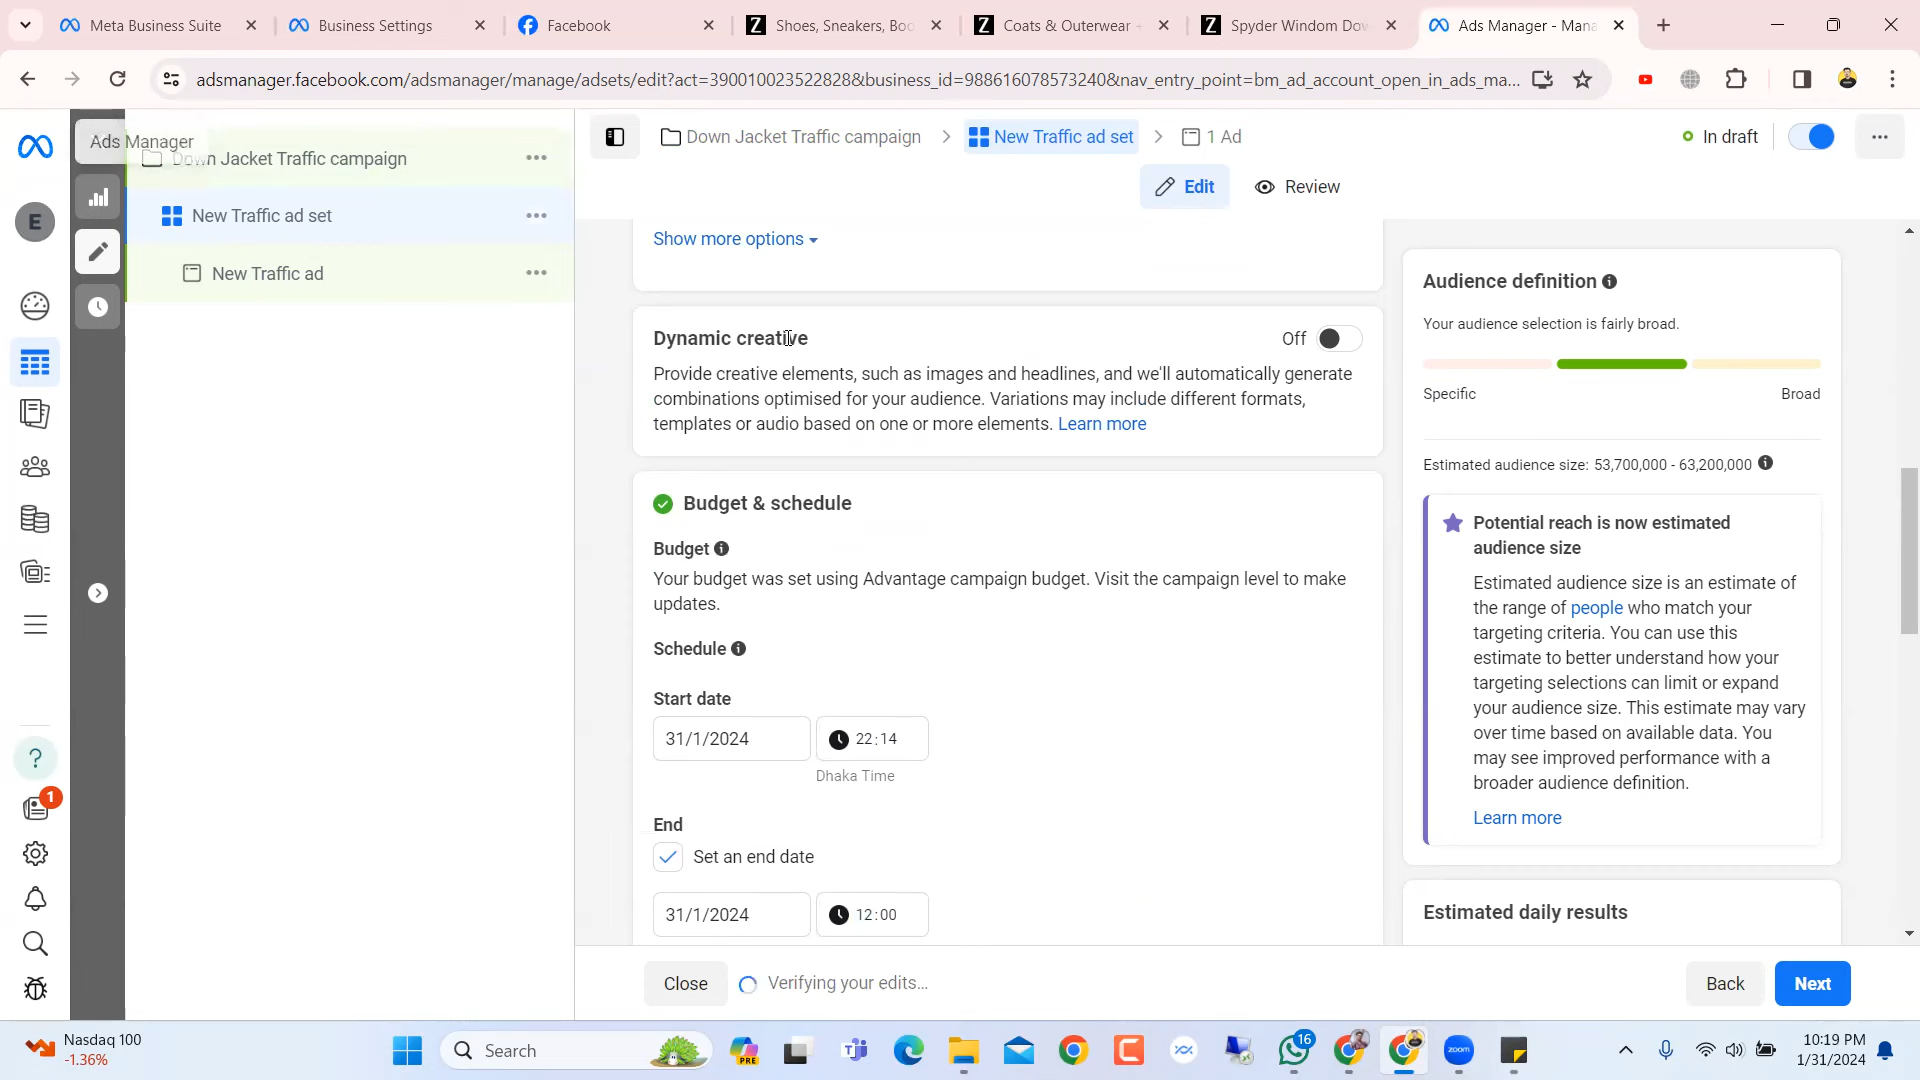 Meta Business Suite
Business Settings
Facebook
Shoes, Sneakers, Boo
Coats & Outerwear
Spyder Windom Dow
Ads Manager - Mana
adsmanager.facebook.com/adsmanager/manage/adsets/edit?act=390010023522828&business_id=988616078573240&nav_entry_point=bm_ad_account_open_in_ads_ma...
Ads Manager
Down Jacket Traffic campaign
New Traffic ad set
New Traffic ad
E
1
Down Jacket Traffic campaign
New Traffic ad set
1 Ad
In draft
Edit
Review
Show more options
Dynamic creative
Off
Provide creative elements, such as images and headlines, and we'll automatically generate
combinations optimised for your audience. Variations may include different formats,
templates or audio based on one or more elements. Learn more
Budget & schedule
Budget
Your budget was set using Advantage campaign budget. Visit the campaign level to make
updates.
Schedule
Start date
31/1/2024
22:14
Dhaka Time
End
Set an end date
31/1/2024
12:00
Audience definition
Your audience selection is fairly broad.
Specific
Broad
Estimated audience size: 53,700,000 - 63,200,000
Potential reach is now estimated
audience size
Estimated audience size is an estimate of
the range of people who match your
targeting criteria. You can use this
estimate to better understand how your
targeting selections can limit or expand
your audience size. This estimate may vary
over time based on available data. You
may see improved performance with a
broader audience definition.
Learn more
Estimated daily results
Close
Verifying your edits...
Back
Next
Nasdaq 100
-1.36%
Search
PRE
16
zoom
10:19 PM
1/31/2024